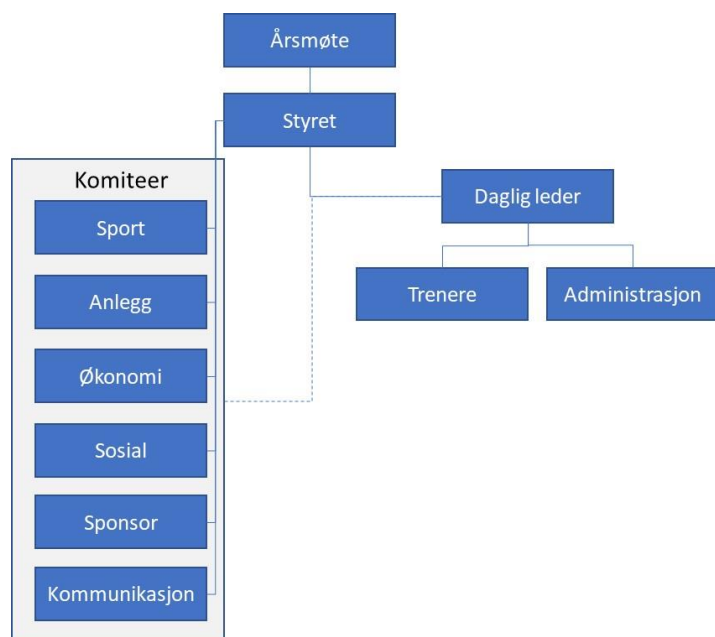 Årsmøte
Styret
Komiteer
Daglig leder
Sport
Trenere
Administrasjon
Anlegg
Økonomi
Sosial
Sponsor
Kommunikasjon